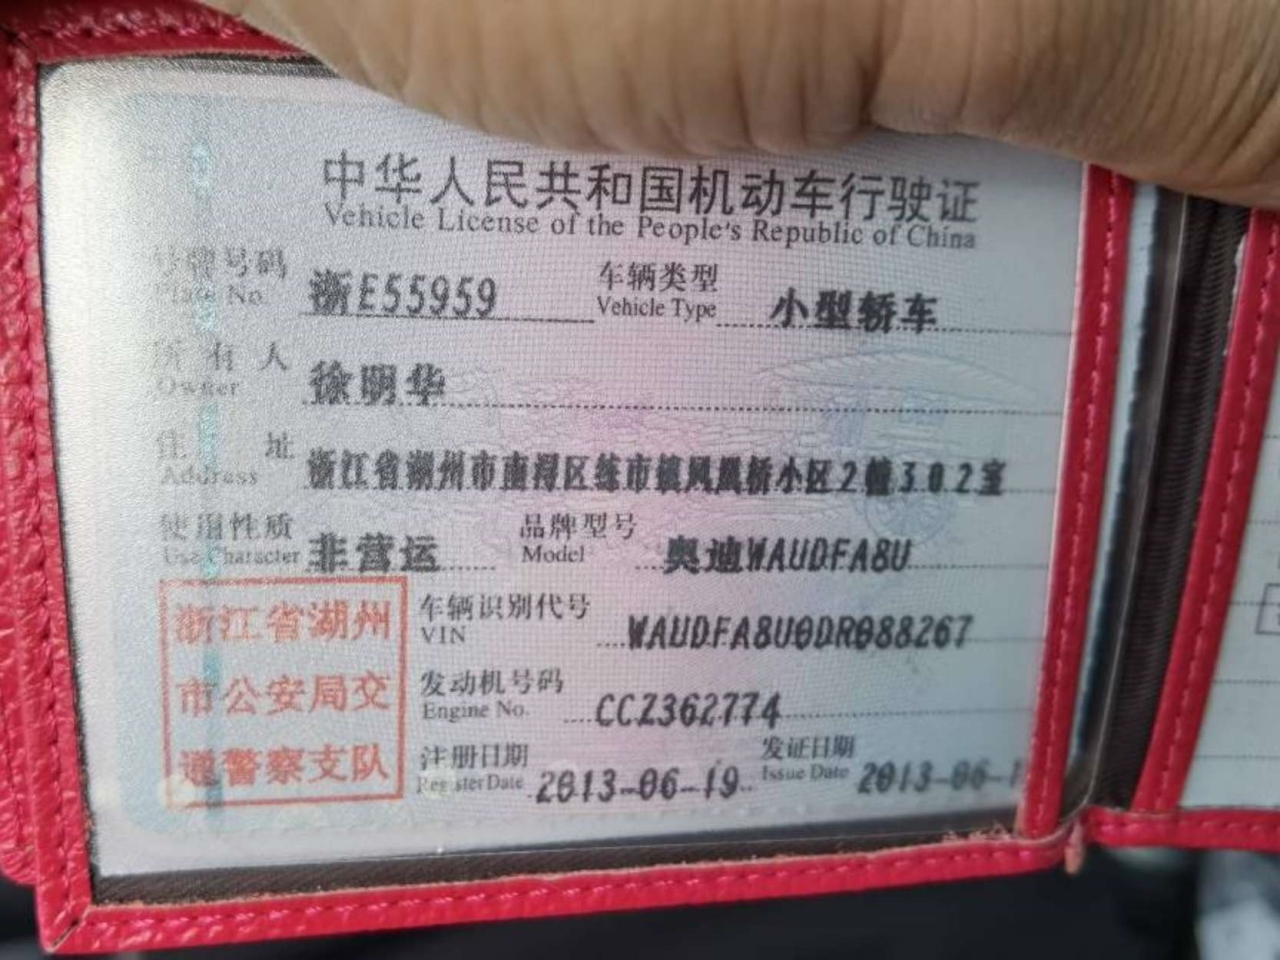 中华人民共和国机动车行驶证
Vehicle License of the People's Republic of China
号牌号码 浙E55959 车辆类型 小型轿车
Plate No. Vehicle Type
所有人 徐明华
Owner
住址 浙江省湖州市南浔区练市镇凤凰桥小区2幢302室
Address
使用性质 非营运 品牌型号 奥迪WAUDFA8U
Use Character Model
浙江省湖州
市公安局交
通警察支队
车辆识别代号 WAUDFA8U0DR088267
VIN
发动机号码 CCZ362774
Engine No.
注册日期 2013-06-19 发证日期 2013-06-1
Register Date Issue Date